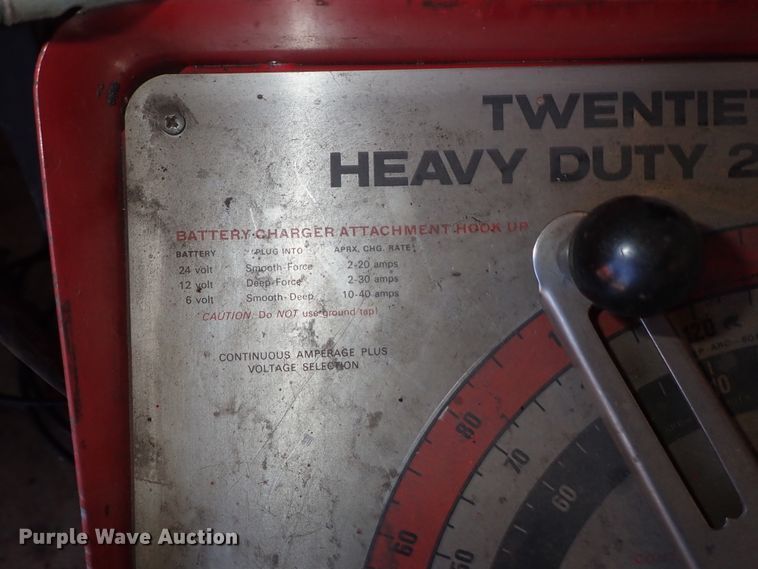 TWENTIET
HEAVY DUTY 2
BATTERY CHARGER ATTACHMENT HOOK UP
BATTERY PLUG INTO APRX. CHG. RATE
24 volt Smooth-Force 2-20 amps
12 volt Deep-Force 2-30 amps
6 volt Smooth-Deep 10-40 amps
CAUTION: Do NOT use ground tap!
CONTINUOUS AMPERAGE PLUS
VOLTAGE SELECTION
120
80
70
60
60
50
Purple Wave Auction